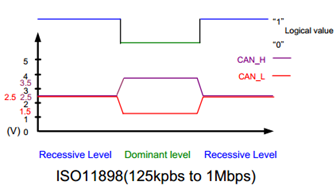 "1"
Logical value
"0"
5
CAN_H
4
3.5
CAN_L
3
2.5 2.5
2
1.5
1
(V) 0
Recessive Level Dominant level Recessive Level
ISO11898(125kpbs to 1Mbps)